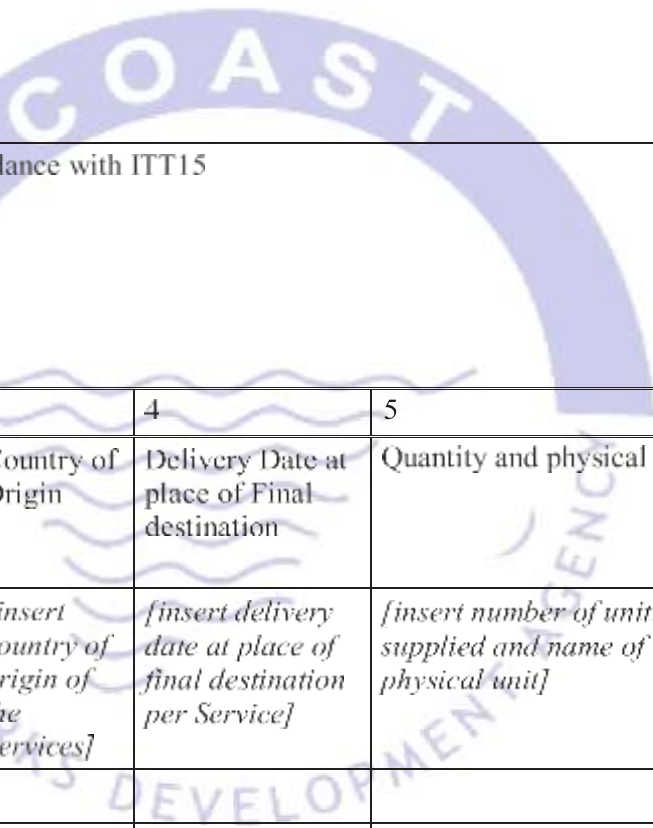 COAST
dance with ITT15
4
5
Country of
Origin
Delivery Date at
place of Final
destination
Quantity and physical
insert
country of
origin of
the
services]
[insert delivery
date at place of
final destination
per Service]
[insert number of unit
supplied and name of
physical unit]
RKS DEVELOPMENT AGENCY